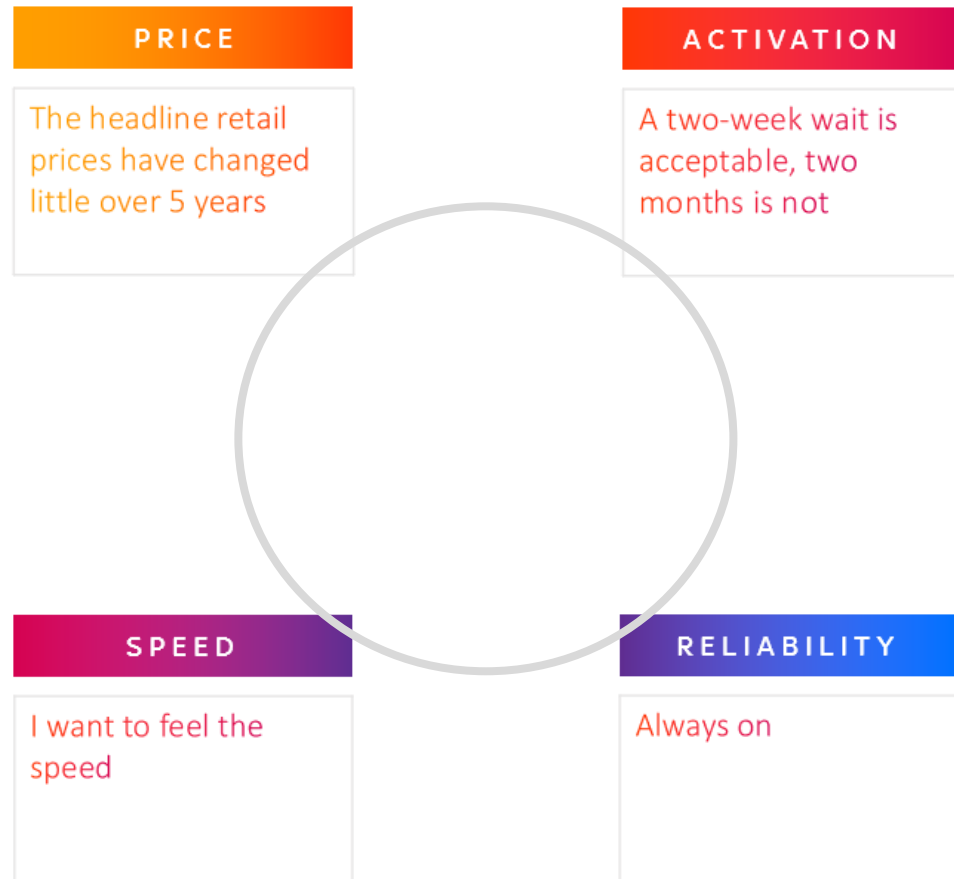 PRICE
The headline retail
prices have changed
little over 5 years
ACTIVATION
A two-week wait is
acceptable, two
months is not
SPEED
I want to feel the
speed
RELIABILITY
Always on